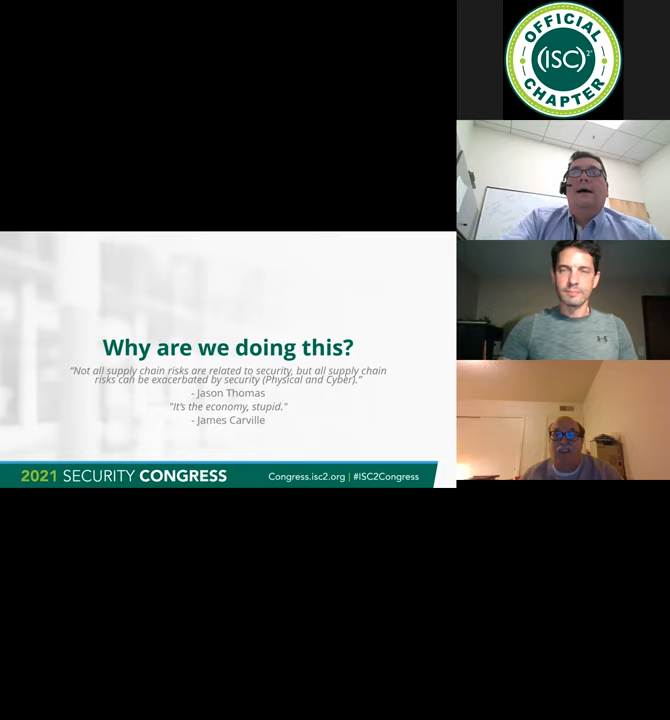 OFFICIAL
(ISC)²
CHAPTER
Why are we doing this?
“Not all supply chain risks are related to security, but all supply chain
risks can be exacerbated by security (Physical and Cyber).”
- Jason Thomas
"It's the economy, stupid."
- James Carville
2021 SECURITY CONGRESS
Congress.isc2.org | #ISC2Congress